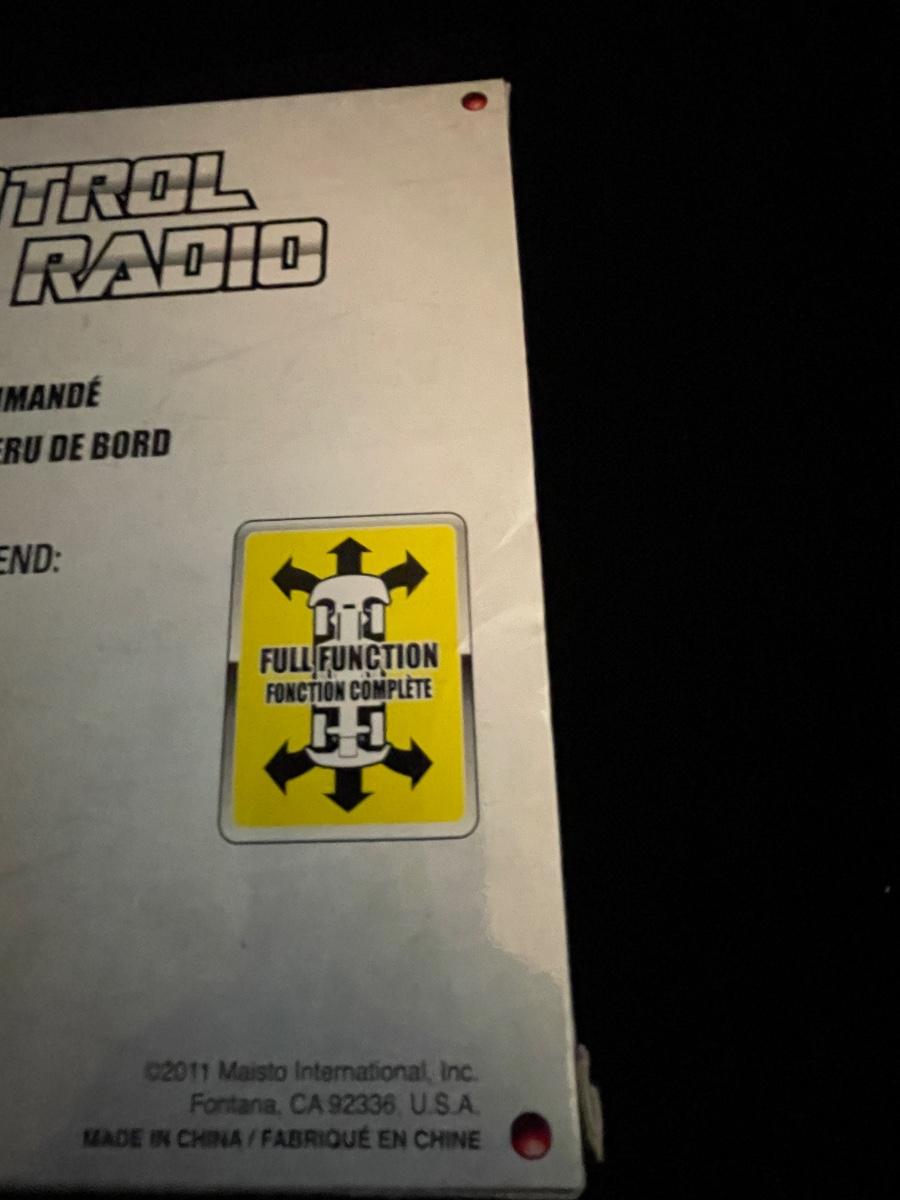 NTROL
RADIO
MMANDÉ
ERU DE BORD
END:
FULL FUNCTION
FONCTION COMPLÈTE
©2011 Maisto International, Inc.
Fontana, CA 92336 U.S.A.
MADE IN CHINA / FABRIQUÉ EN CHINE